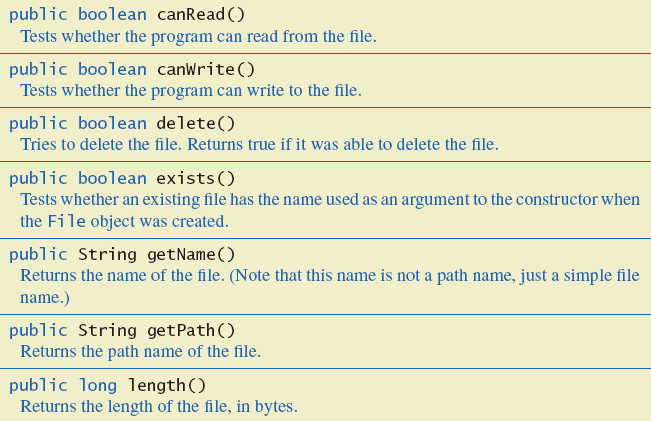 public boolean canRead()
Tests whether the program can read from the file.
public boolean canWrite()
Tests whether the program can write to the file.
public boolean delete()
Tries to delete the file. Returns true if it was able to delete the file.
public boolean exists()
Tests whether an existing file has the name used as an argument to the constructor when
the File object was created.
public String getName()
Returns the name of the file. (Note that this name is not a path name, just a simple file
name.)
public String getPath()
Returns the path name of the file.
public long length()
Returns the length of the file, in bytes.